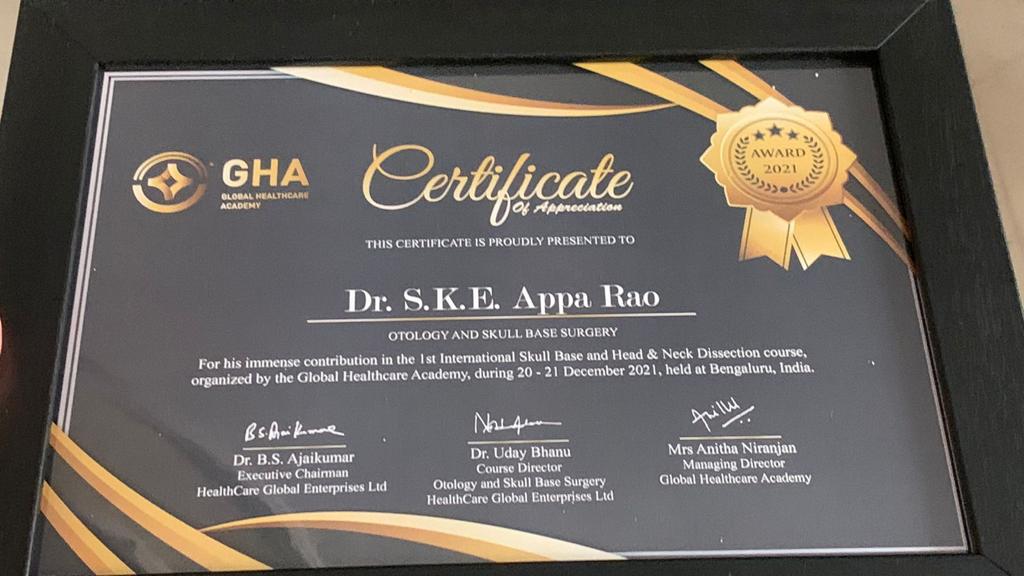 GHA
GLOBAL HEALTHCARE
ACADEMY
Certificate
Of Appreciation
AWARD
2021
THIS CERTIFICATE IS PROUDLY PRESENTED TO
Dr. S.K.E. Appa Rao
OTOLOGY AND SKULL BASE SURGERY
For his immense contribution in the 1st International Skull Base and Head & Neck Dissection course,
organized by the Global Healthcare Academy, during 20 - 21 December 2021, held at Bengaluru, India.
Dr. B.S. Ajaikumar
Executive Chairman
HealthCare Global Enterprises Ltd
Dr. Uday Bhanu
Course Director
Otology and Skull Base Surgery
HealthCare Global Enterprises Ltd
Mrs Anitha Niranjan
Managing Director
Global Healthcare Academy